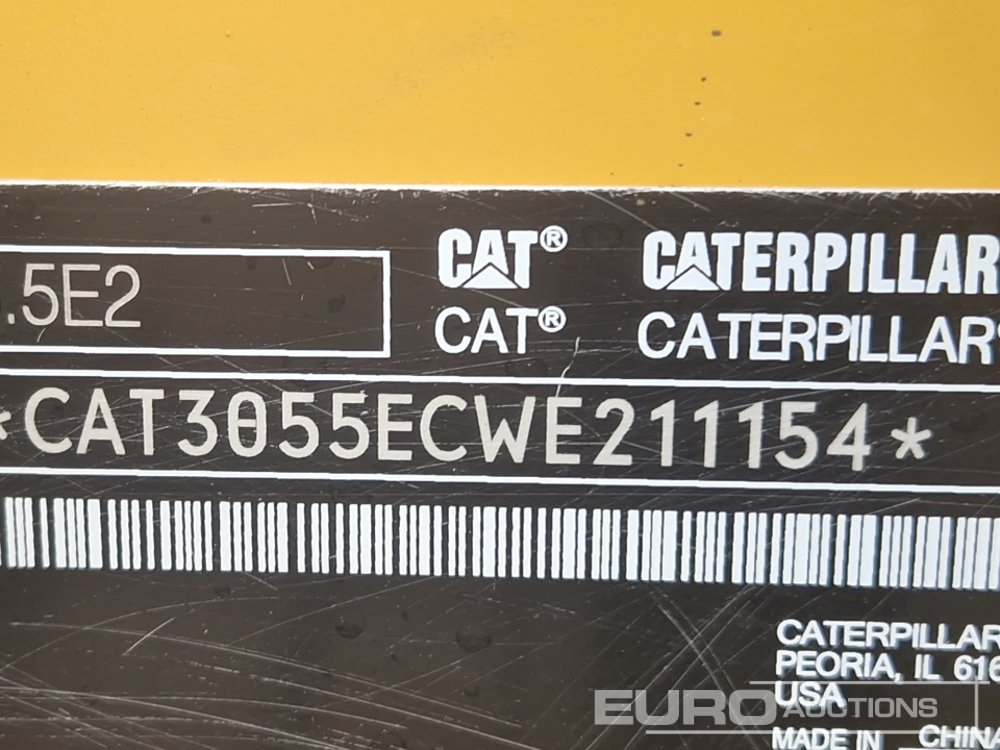 .5E2
CAT® CATERPILLAR
CAT® CATERPILLAR
*CAT3055ECWE211154*
CATERPILLAR
PEORIA, IL 616
USA
MADE IN CHINA
EURO AUCTIONS